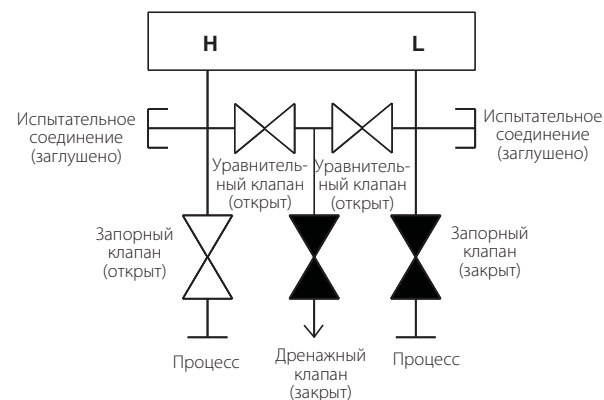 H
L
Испытательное
соединение
(заглушено)
Испытательное
соединение
(заглушено)
Уравнитель-
ный клапан
(открыт)
Уравнитель-
ный клапан
(открыт)
Запорный
клапан
(открыт)
Запорный
клапан
(закрыт)
Процесс
Дренажный
клапан
(закрыт)
Процесс